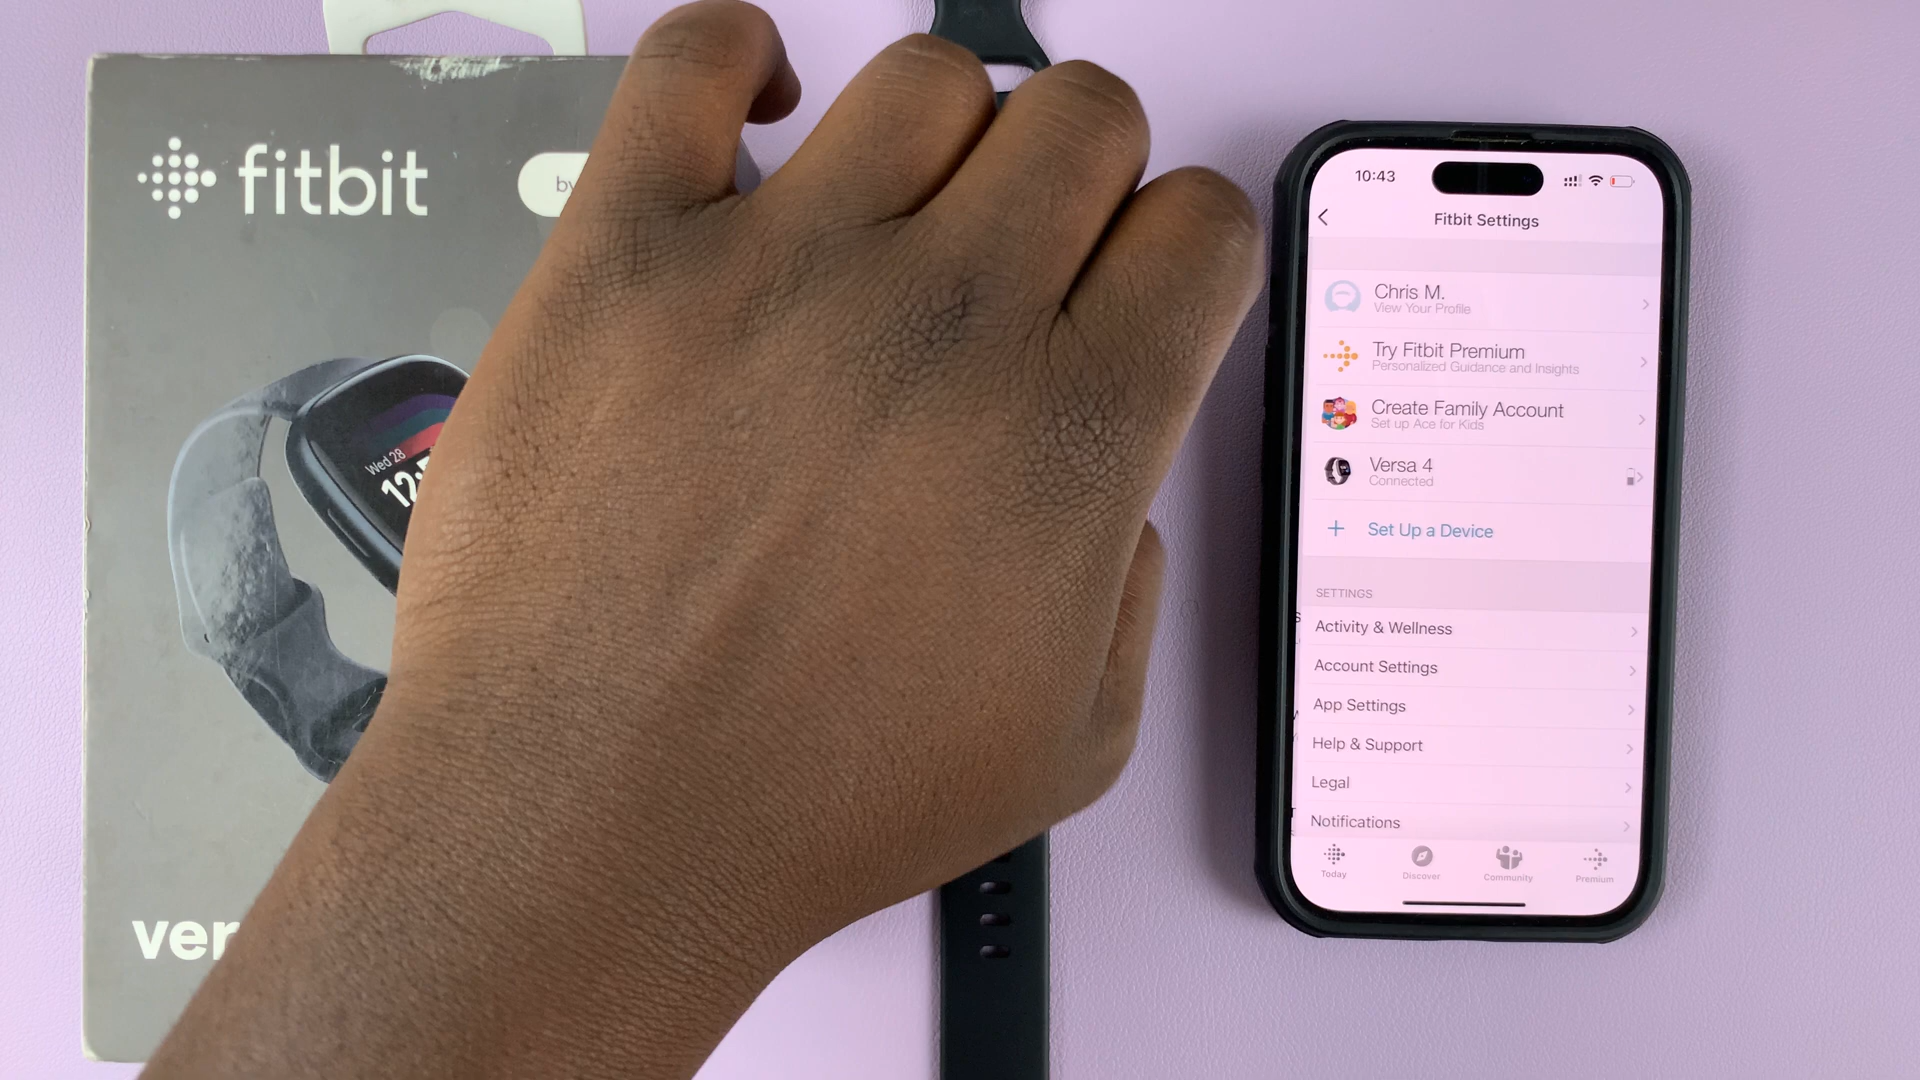 fitbit
by
Wed 28
12:
ver
10:43
Fitbit Settings
Chris M.
View Your Profile
Try Fitbit Premium
Personalized Guidance and Insights
Create Family Account
Set up Ace for Kids
Versa 4
Connected
+ Set Up a Device
SETTINGS
Activity & Wellness
Account Settings
App Settings
Help & Support
Legal
Notifications
Today
Discover
Community
Premium